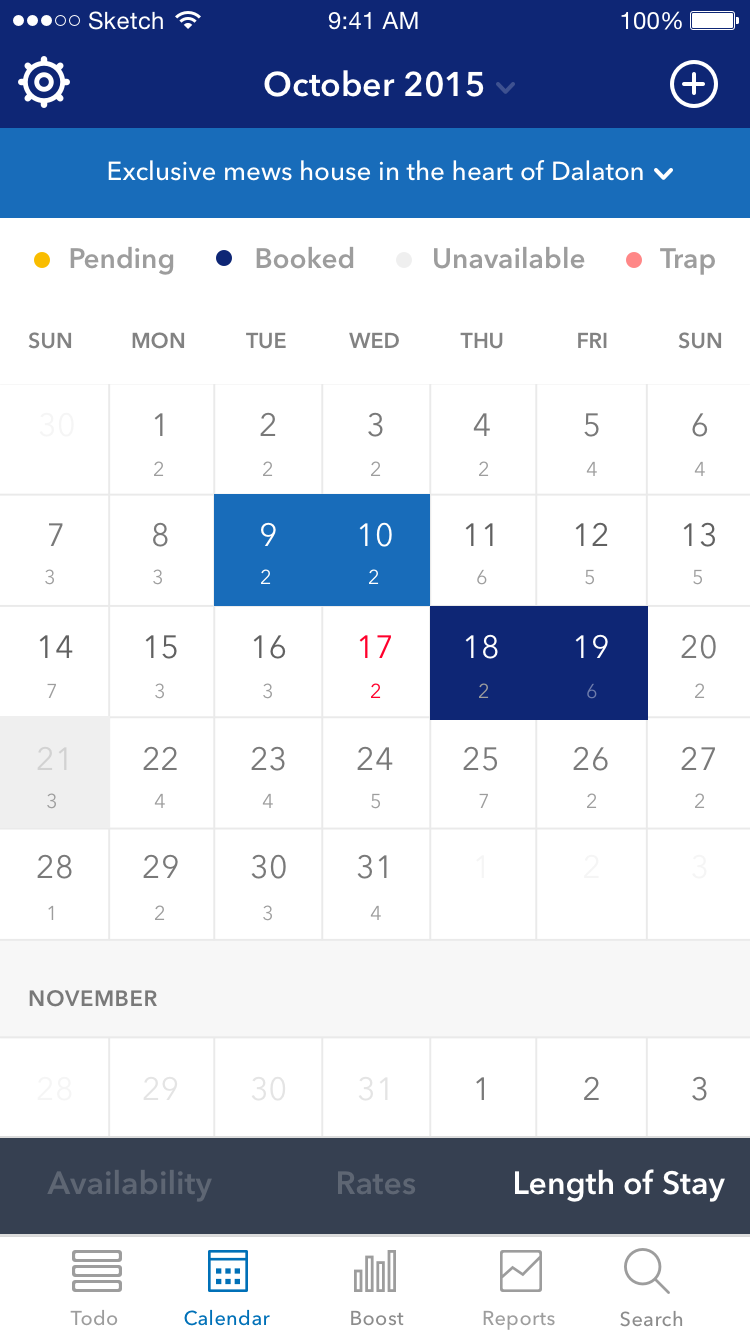 Sketch 9:41 AM 100%
October 2015
Exclusive mews house in the heart of Dalaton
Pending Booked Unavailable Trap
SUN MON TUE WED THU FRI SUN
30 1 2 3 4 5 6
2 2 2 2 4 4
7 8 9 10 11 12 13
3 3 2 2 6 5 5
14 15 16 17 18 19 20
7 3 3 2 2 6 2
21 22 23 24 25 26 27
3 4 4 5 7 2 2
28 29 30 31 1 2 3
1 2 3 4
NOVEMBER
28 29 30 31 1 2 3
Availability Rates Length of Stay
Todo Calendar Boost Reports Search